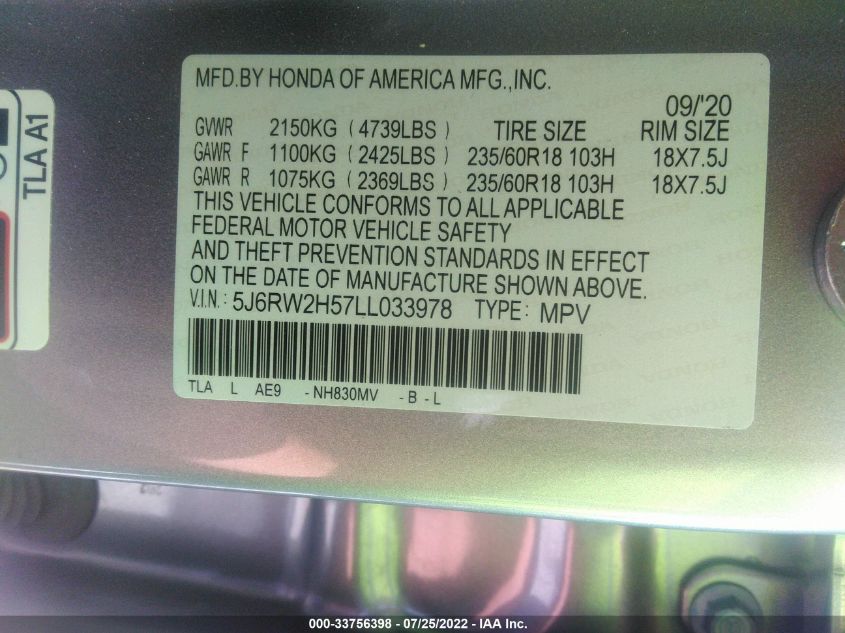 MFD.BY HONDA OF AMERICA MFG.,INC.
09/'20
GVWR 2150KG (4739LBS) TIRE SIZE RIM SIZE
GAWR F 1100KG (2425LBS) 235/60R18 103H 18X7.5J
GAWR R 1075KG (2369LBS) 235/60R18 103H 18X7.5J
THIS VEHICLE CONFORMS TO ALL APPLICABLE
FEDERAL MOTOR VEHICLE SAFETY
AND THEFT PREVENTION STANDARDS IN EFFECT
ON THE DATE OF MANUFACTURE SHOWN ABOVE.
V.I.N.: 5J6RW2H57LL033978 TYPE: MPV
TLA L AE9 -NH830MV -B -L
TLA A1
000-33756398 - 07/25/2022 - IAA Inc.